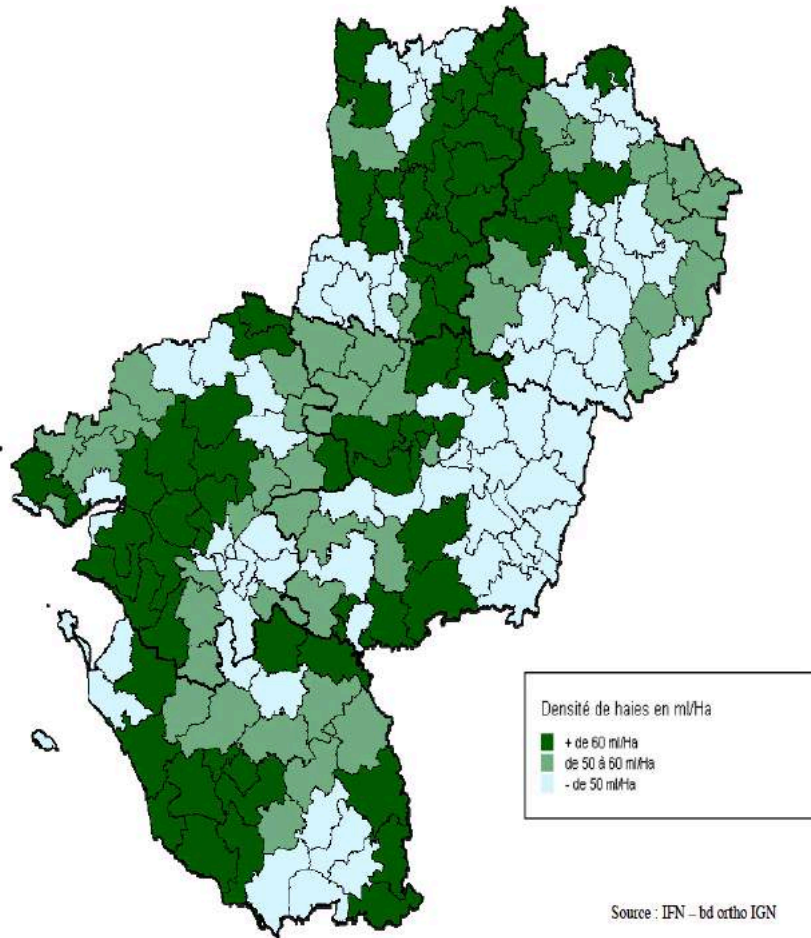 Densité de haies en ml/Ha
+ de 60 ml/Ha
de 50 à 60 ml/Ha
- de 50 ml/Ha
Source : IFN – bd ortho IGN